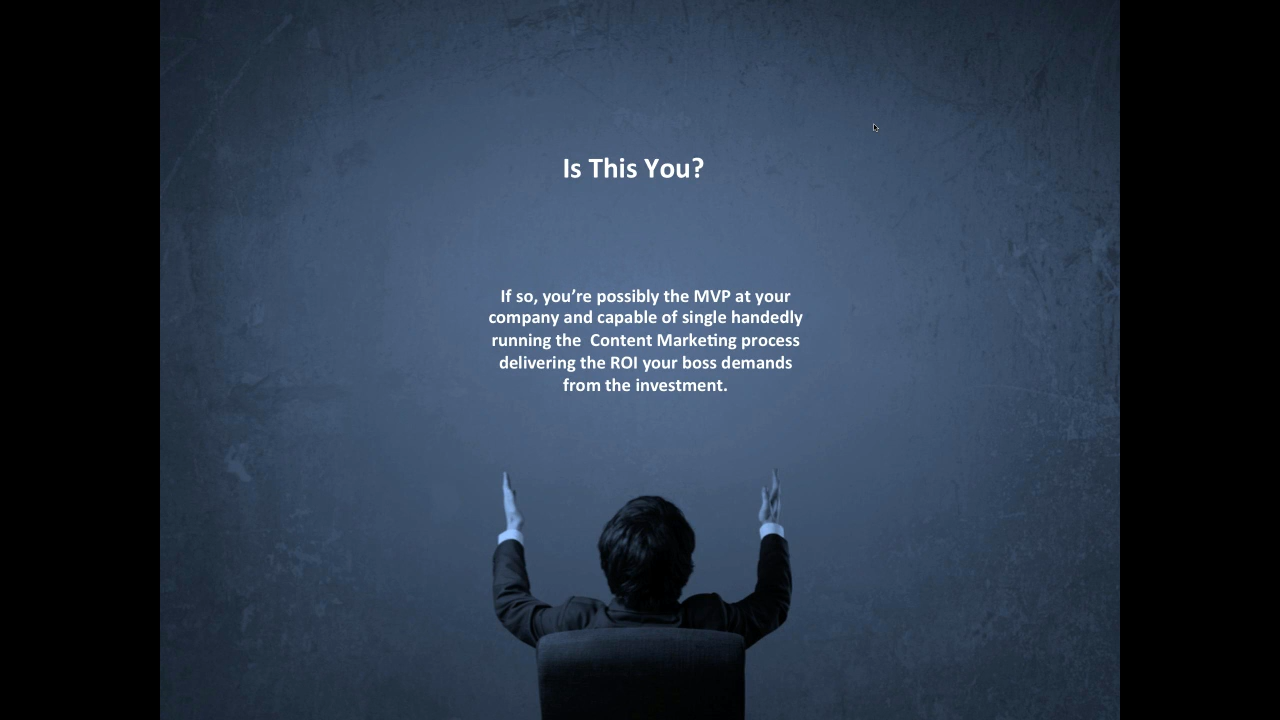 Is This You?
If so, you’re possibly the MVP at your
company and capable of single handedly
running the  Content Marketing process
delivering the ROI your boss demands
from the investment.